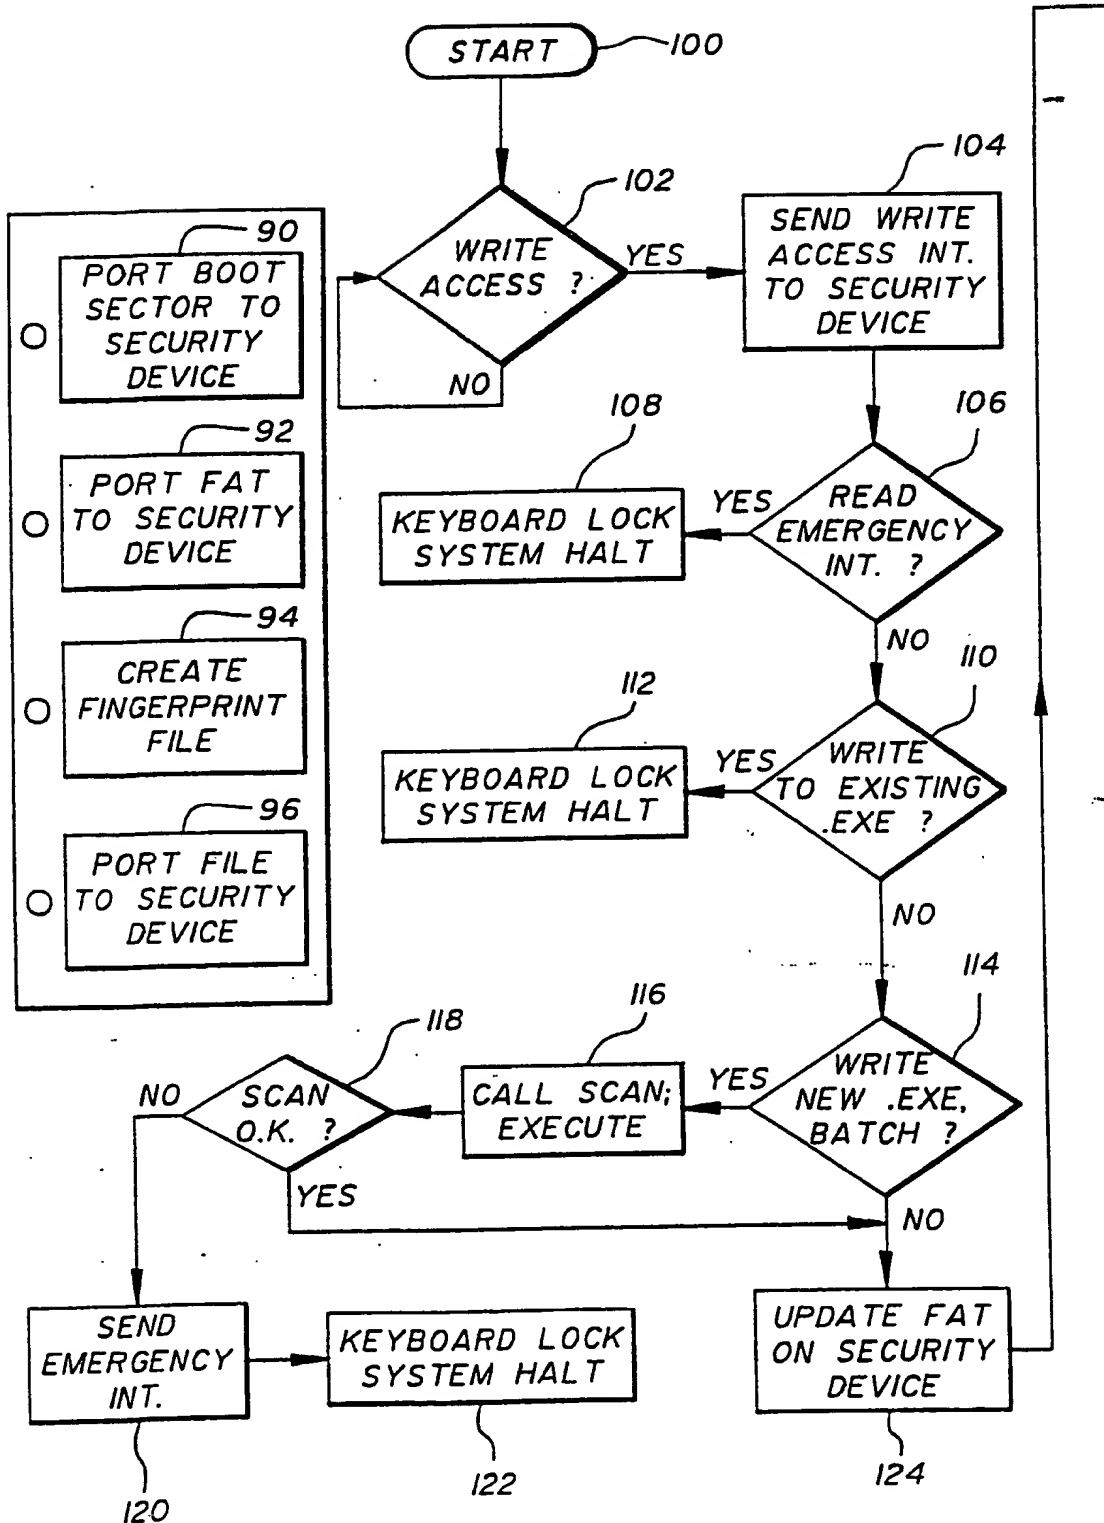 START
100
102
WRITE
ACCESS ?
YES
NO
104
SEND WRITE
ACCESS INT.
TO SECURITY
DEVICE
90
PORT BOOT
SECTOR TO
SECURITY
DEVICE
92
PORT FAT
TO SECURITY
DEVICE
94
CREATE
FINGERPRINT
FILE
96
PORT FILE
TO SECURITY
DEVICE
106
READ
EMERGENCY
INT. ?
YES
NO
108
KEYBOARD LOCK
SYSTEM HALT
110
WRITE
TO EXISTING
.EXE ?
YES
NO
112
KEYBOARD LOCK
SYSTEM HALT
114
WRITE
NEW .EXE,
BATCH ?
YES
NO
116
CALL SCAN;
EXECUTE
118
SCAN
O.K. ?
NO
YES
SEND
EMERGENCY
INT.
120
KEYBOARD LOCK
SYSTEM HALT
122
UPDATE FAT
ON SECURITY
DEVICE
124